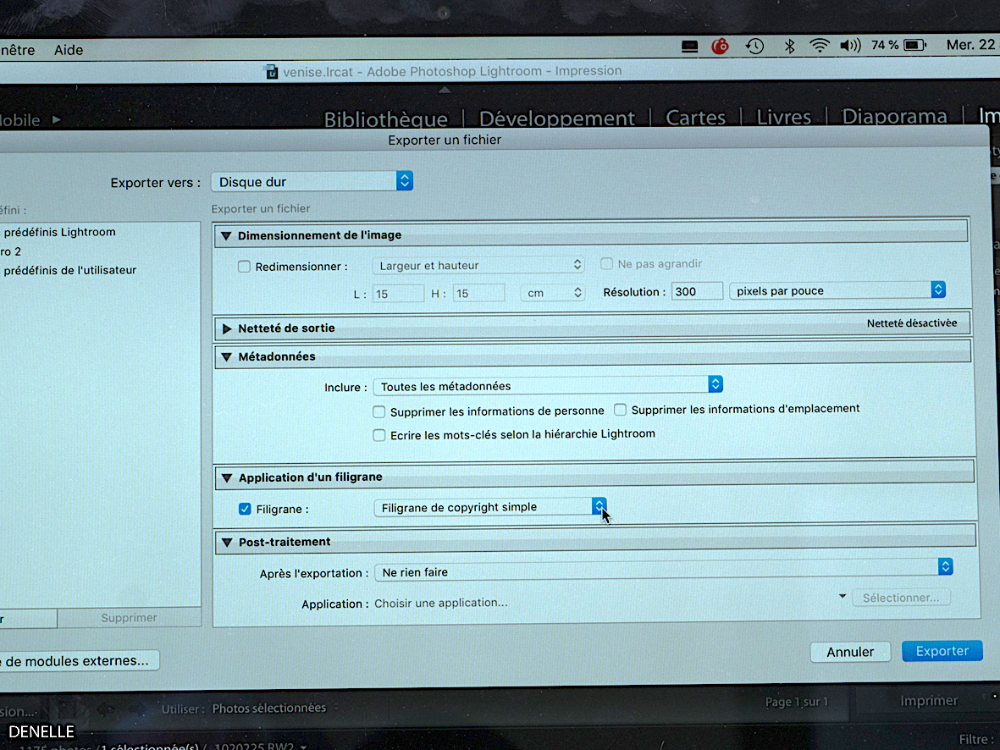 nêtre Aide 74 % Mer. 22
venise.lrcat - Adobe Photoshop Lightroom - Impression
Mobile Bibliothèque | Développement | Cartes | Livres | Diaporama | Im
Exporter un fichier
Exporter vers : Disque dur
éfini : Exporter un fichier
prédéfinis Lightroom
ro 2
prédéfinis de l'utilisateur
Dimensionnement de l'image
Redimensionner : Largeur et hauteur Ne pas agrandir
L : 15 H : 15 cm Résolution : 300 pixels par pouce
Netteté de sortie Netteté désactivée
Métadonnées
Inclure : Toutes les métadonnées
Supprimer les informations de personne Supprimer les informations d'emplacement
Ecrire les mots-clés selon la hiérarchie Lightroom
Application d'un filigrane
Filigrane : Filigrane de copyright simple
Post-traitement
Après l'exportation : Ne rien faire
Application : Choisir une application... Sélectionner...
r Supprimer
e de modules externes... Annuler Exporter
sion... Utiliser : Photos sélectionnées Page 1 sur 1 Imprimer
DENELLE
/1 sélectionnée(s) / 1020225.RW2 Filtre :